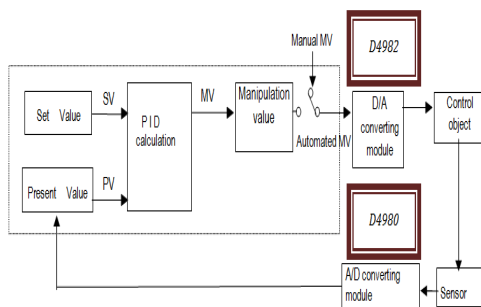 Manual MV
D4982
Set Value
SV
P I D
calculation
MV
Manipulation
value
Automated MV
D/A
converting
module
Control
object
Present Value
PV
D4980
A/D converting
module
Sensor